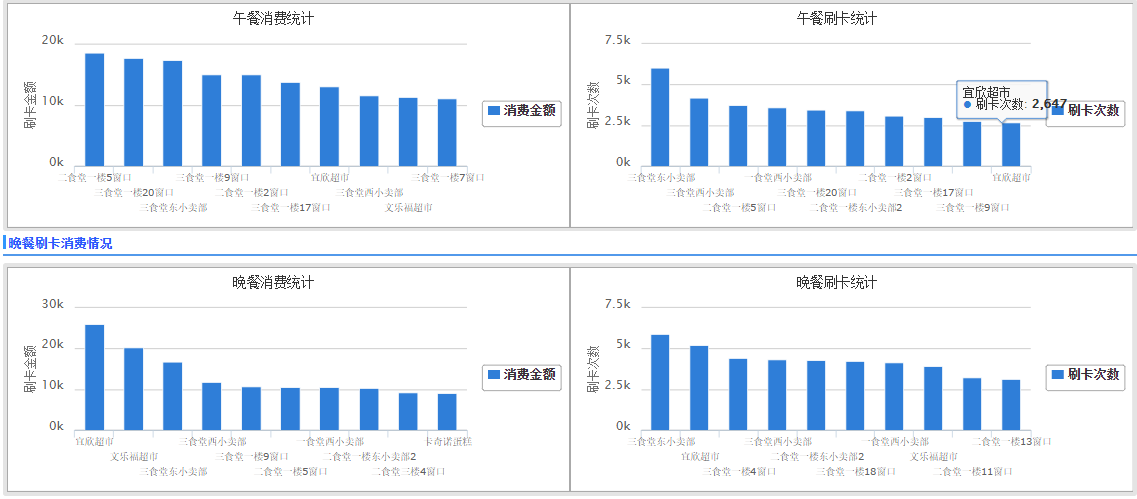 午餐消费统计
20k
10k
0k
刷卡金额
二食堂一楼5窗口
三食堂一楼20窗口
三食堂东小卖部
三食堂一楼9窗口
二食堂一楼2窗口
三食堂一楼17窗口
宜欣超市
三食堂西小卖部
文乐福超市
三食堂一楼7窗口
消费金额
午餐刷卡统计
7.5k
5k
2.5k
0k
刷卡次数
三食堂东小卖部
三食堂西小卖部
二食堂一楼5窗口
一食堂西小卖部
三食堂一楼20窗口
二食堂一楼东小卖部2
二食堂一楼2窗口
三食堂一楼17窗口
三食堂一楼9窗口
宜欣超市
宜欣超市
刷卡次数: 2,647
刷卡次数
晚餐刷卡消费情况
晚餐消费统计
30k
20k
10k
0k
刷卡金额
宜欣超市
文乐福超市
三食堂东小卖部
三食堂西小卖部
三食堂一楼9窗口
二食堂一楼5窗口
一食堂西小卖部
二食堂一楼东小卖部2
二食堂三楼4窗口
卡奇诺蛋糕
消费金额
晚餐刷卡统计
7.5k
5k
2.5k
0k
刷卡次数
三食堂东小卖部
宜欣超市
三食堂一楼4窗口
三食堂西小卖部
二食堂一楼东小卖部2
三食堂一楼18窗口
一食堂西小卖部
文乐福超市
二食堂一楼11窗口
二食堂一楼13窗口
刷卡次数